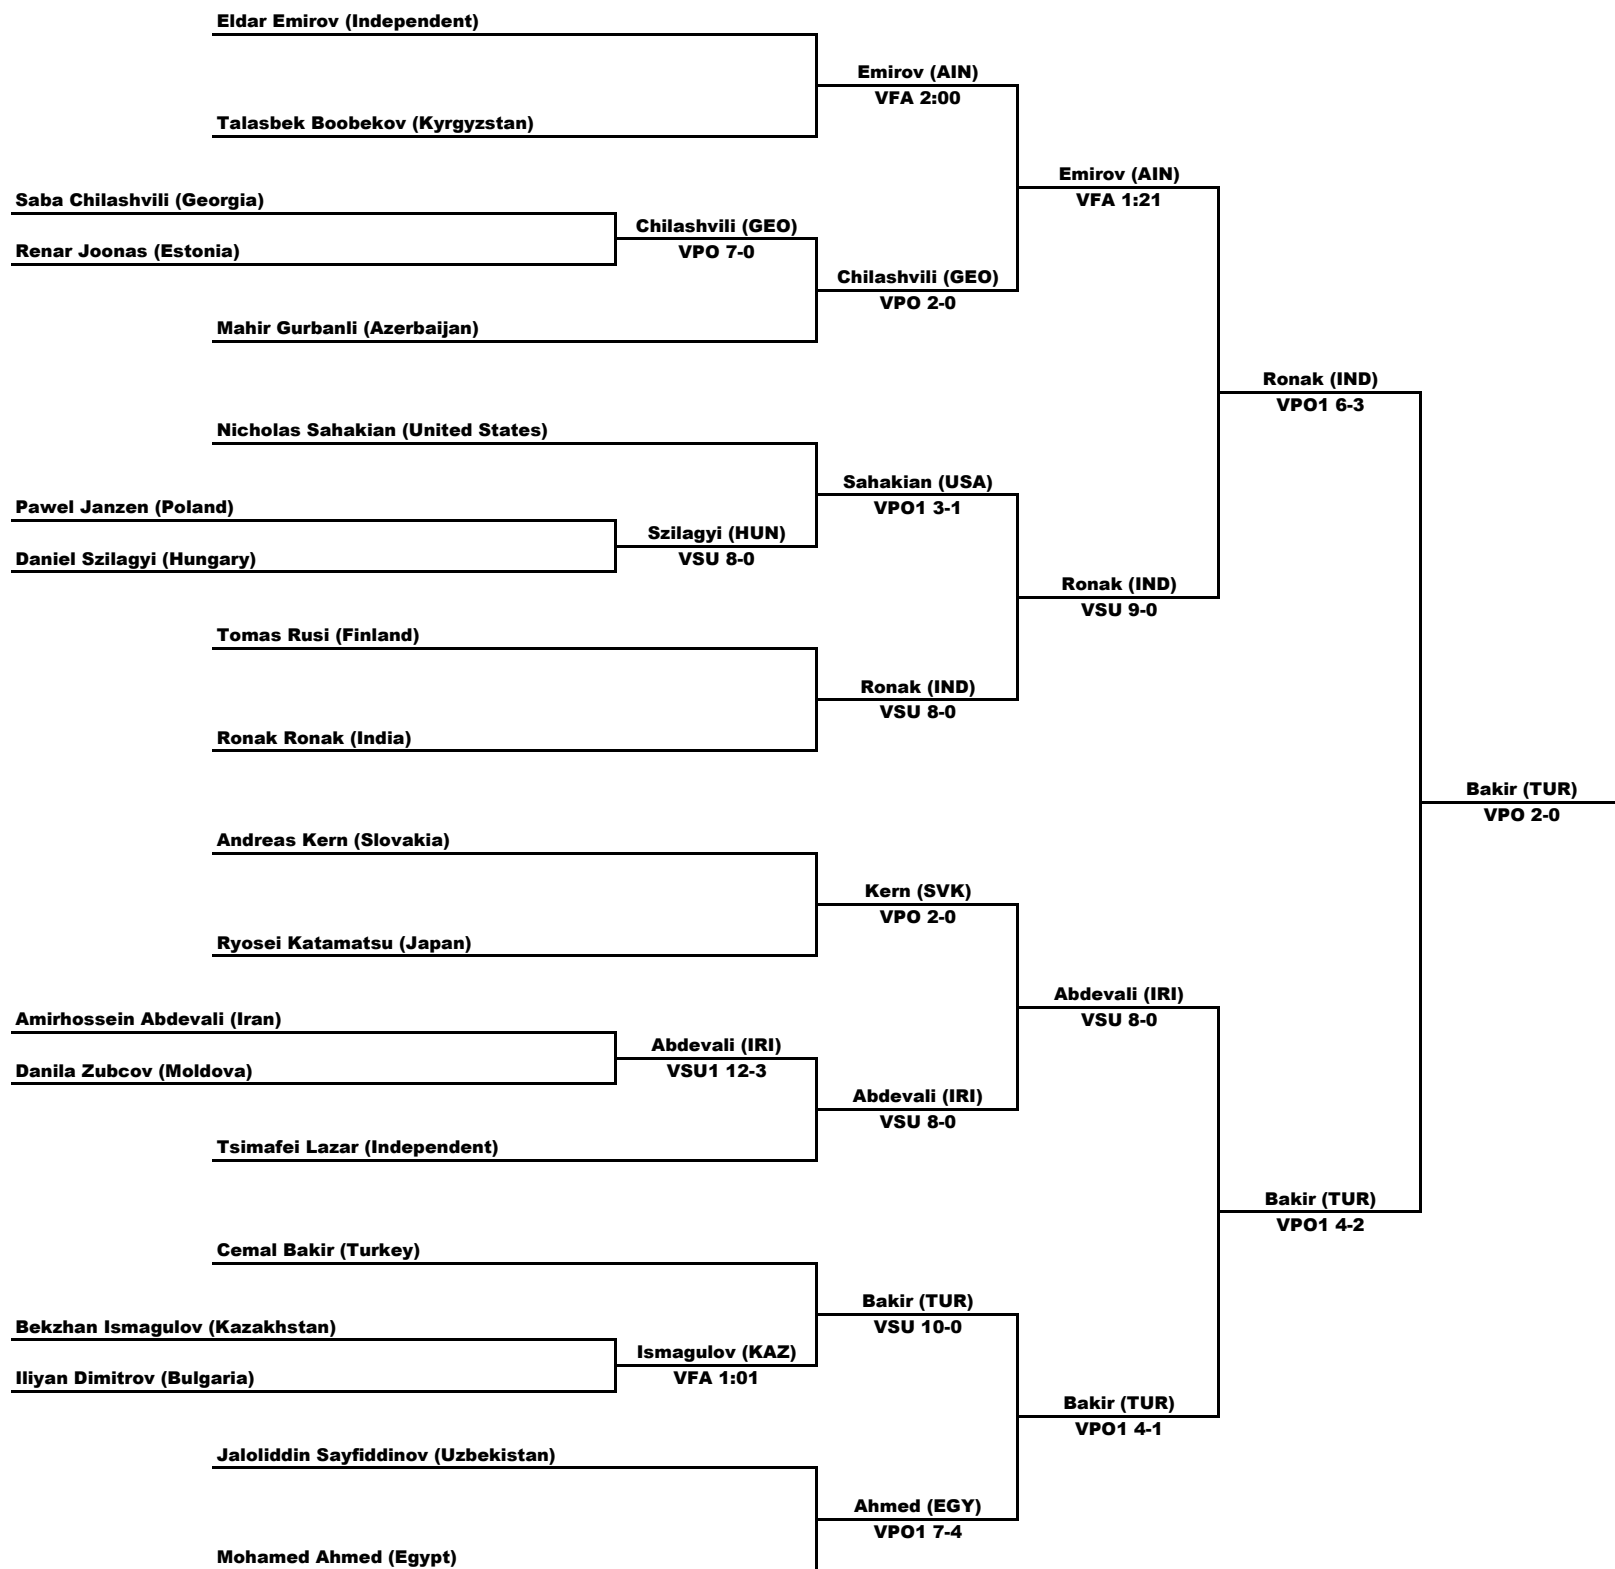 Eldar Emirov (Independent)
Emirov (AIN)
VFA 2:00
Talasbek Boobekov (Kyrgyzstan)
Emirov (AIN)
VFA 1:21
Saba Chilashvili (Georgia)
Chilashvili (GEO)
VPO 7-0
Renar Joonas (Estonia)
Chilashvili (GEO)
VPO 2-0
Mahir Gurbanli (Azerbaijan)
Ronak (IND)
VPO1 6-3
Nicholas Sahakian (United States)
Sahakian (USA)
VPO1 3-1
Pawel Janzen (Poland)
Szilagyi (HUN)
VSU 8-0
Daniel Szilagyi (Hungary)
Ronak (IND)
VSU 9-0
Tomas Rusi (Finland)
Ronak (IND)
VSU 8-0
Ronak Ronak (India)
Bakir (TUR)
VPO 2-0
Andreas Kern (Slovakia)
Kern (SVK)
VPO 2-0
Ryosei Katamatsu (Japan)
Abdevali (IRI)
VSU 8-0
Amirhossein Abdevali (Iran)
Abdevali (IRI)
VSU1 12-3
Danila Zubcov (Moldova)
Abdevali (IRI)
VSU 8-0
Tsimafei Lazar (Independent)
Bakir (TUR)
VPO1 4-2
Cemal Bakir (Turkey)
Bakir (TUR)
VSU 10-0
Bekzhan Ismagulov (Kazakhstan)
Ismagulov (KAZ)
VFA 1:01
Iliyan Dimitrov (Bulgaria)
Bakir (TUR)
VPO1 4-1
Jaloliddin Sayfiddinov (Uzbekistan)
Ahmed (EGY)
VPO1 7-4
Mohamed Ahmed (Egypt)